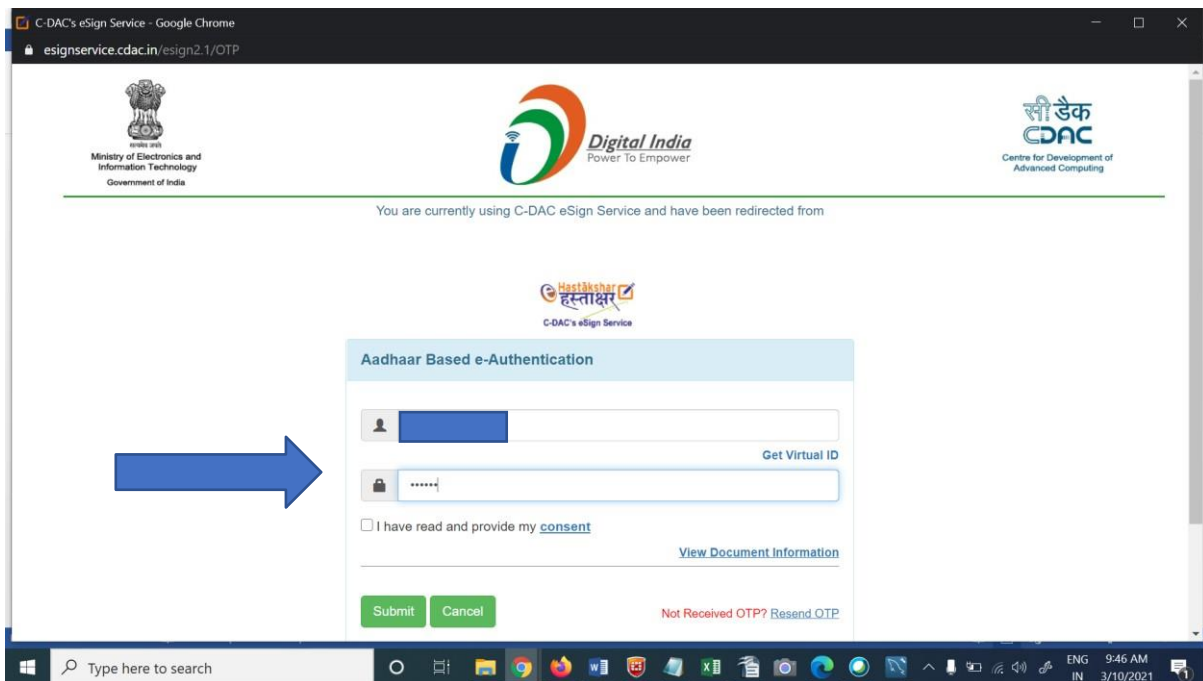 C-DAC's eSign Service - Google Chrome
esignservice.cdac.in/esign2.1/OTP
सत्यमेव जयते
Ministry of Electronics and
Information Technology
Government of India
Digital India
Power To Empower
सी डैक
CDAC
Centre for Development of
Advanced Computing
You are currently using C-DAC eSign Service and have been redirected from
e Hastākshar
हस्ताक्षर
C-DAC's eSign Service
Aadhaar Based e-Authentication
Get Virtual ID
••••••
I have read and provide my consent
View Document Information
Submit Cancel Not Received OTP? Resend OTP
Type here to search
ENG 9:46 AM
IN 3/10/2021